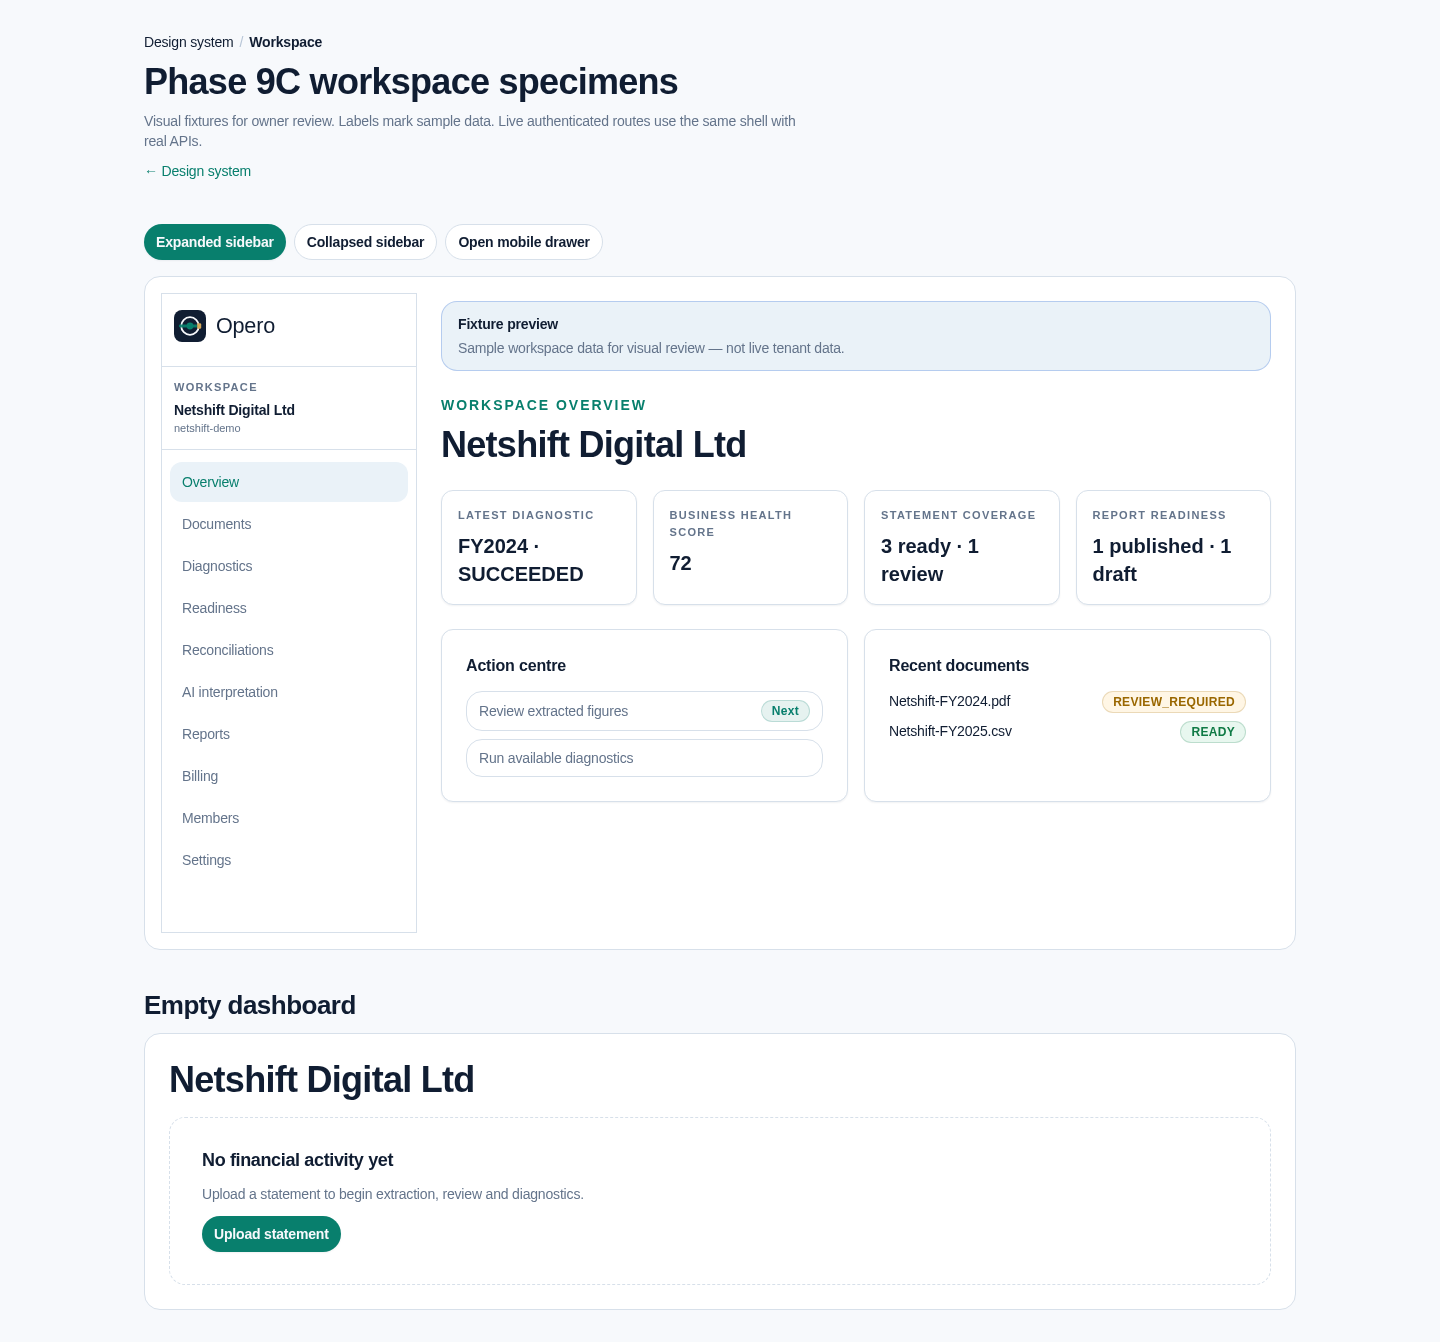 Design system / Workspace
Phase 9C workspace specimens
Visual fixtures for owner review. Labels mark sample data. Live authenticated routes use the same shell with
real APIs.
← Design system
Expanded sidebar
Collapsed sidebar
Open mobile drawer
Opero
WORKSPACE
Netshift Digital Ltd
netshift-demo
Overview
Documents
Diagnostics
Readiness
Reconciliations
AI interpretation
Reports
Billing
Members
Settings
Fixture preview
Sample workspace data for visual review — not live tenant data.
WORKSPACE OVERVIEW
Netshift Digital Ltd
LATEST DIAGNOSTIC
FY2024 ·
SUCCEEDED
BUSINESS HEALTH
SCORE
72
STATEMENT COVERAGE
3 ready · 1
review
REPORT READINESS
1 published · 1
draft
Action centre
Review extracted figures
Next
Run available diagnostics
Recent documents
Netshift-FY2024.pdf
REVIEW_REQUIRED
Netshift-FY2025.csv
READY
Empty dashboard
Netshift Digital Ltd
No financial activity yet
Upload a statement to begin extraction, review and diagnostics.
Upload statement